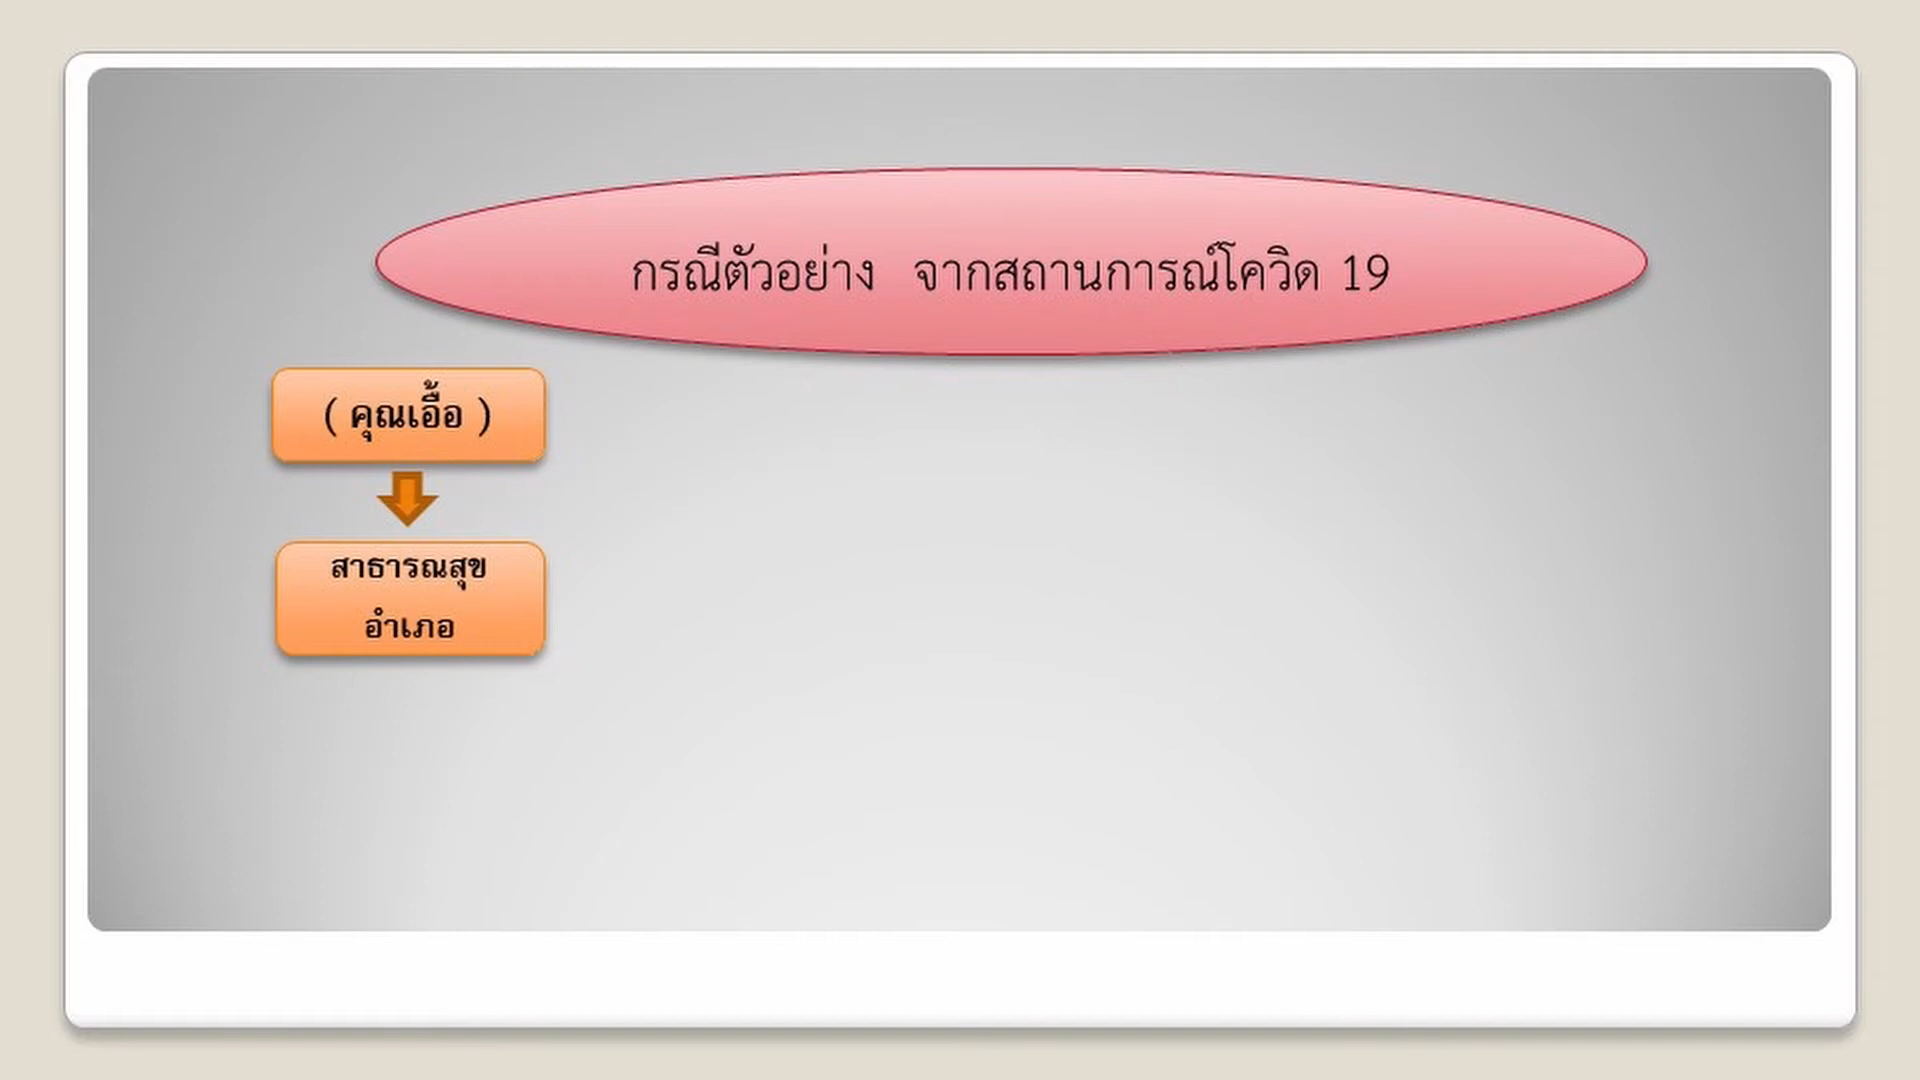 กรณีตัวอย่าง จากสถานการณ์โควิด 19
( คุณเอื้อ )
สาธารณสุข
อำเภอ